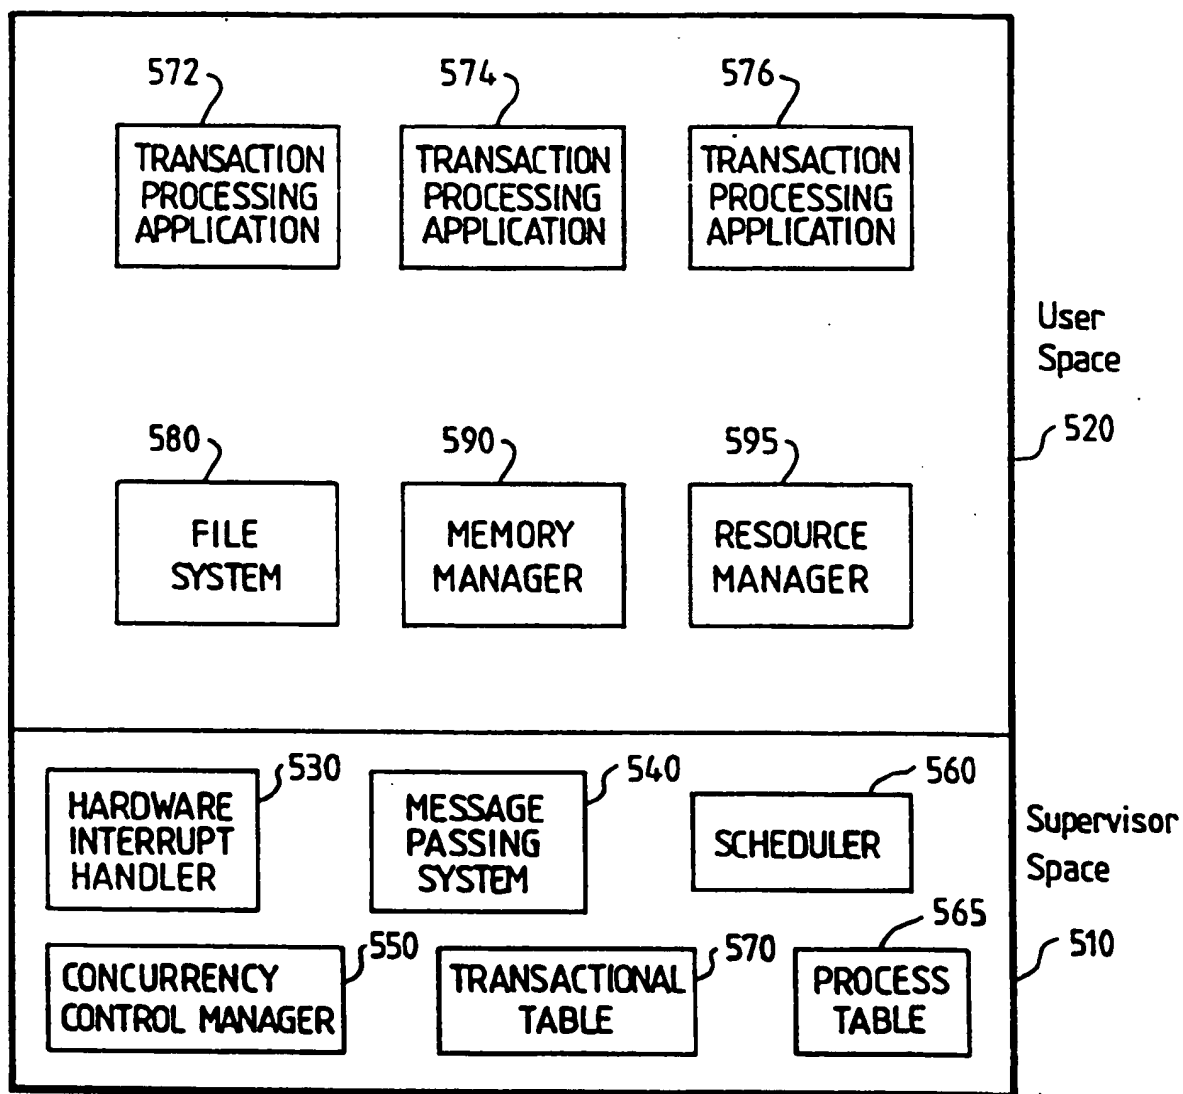 572
574
576
TRANSACTION
PROCESSING
APPLICATION
TRANSACTION
PROCESSING
APPLICATION
TRANSACTION
PROCESSING
APPLICATION
User
Space
520
580
590
595
FILE
SYSTEM
MEMORY
MANAGER
RESOURCE
MANAGER
530
540
560
HARDWARE
INTERRUPT
HANDLER
MESSAGE
PASSING
SYSTEM
SCHEDULER
Supervisor
Space
510
550
570
565
CONCURRENCY
CONTROL MANAGER
TRANSACTIONAL
TABLE
PROCESS
TABLE